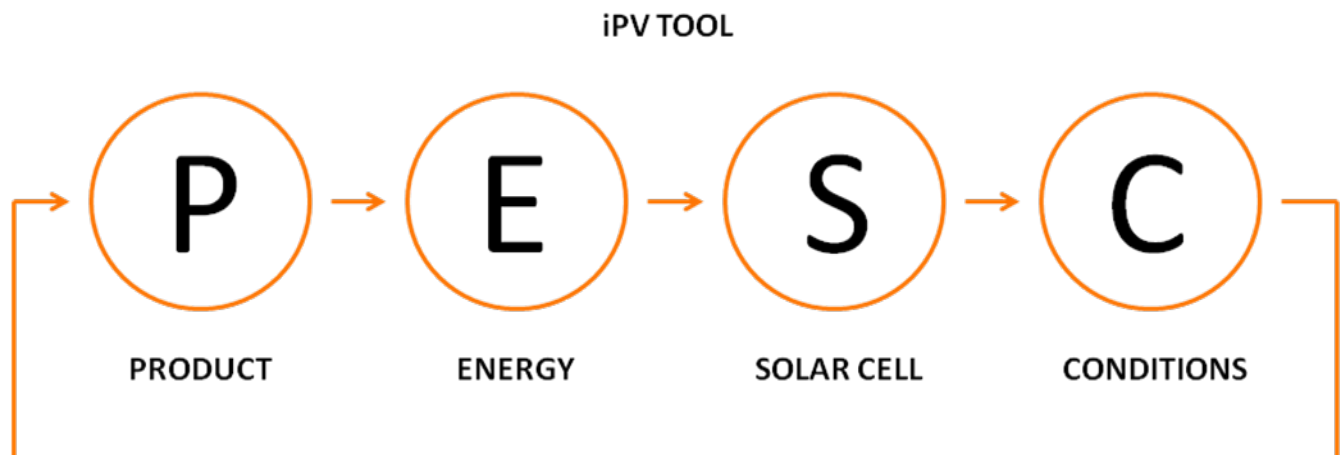 iPV TOOL
P E S C
PRODUCT ENERGY SOLAR CELL CONDITIONS